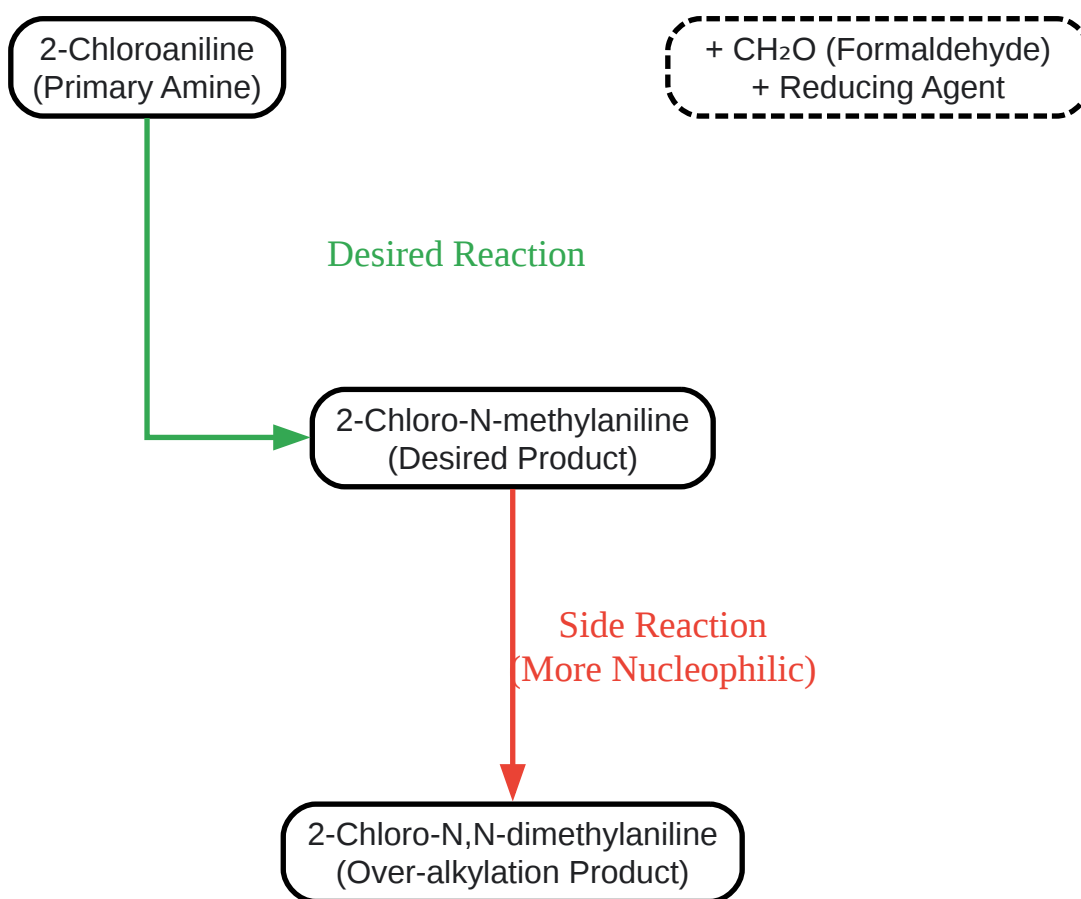 2-Chloroaniline
(Primary Amine)
+ CH₂O (Formaldehyde)
+ Reducing Agent
Desired Reaction
2-Chloro-N-methylaniline
(Desired Product)
Side Reaction
(More Nucleophilic)
2-Chloro-N,N-dimethylaniline
(Over-alkylation Product)